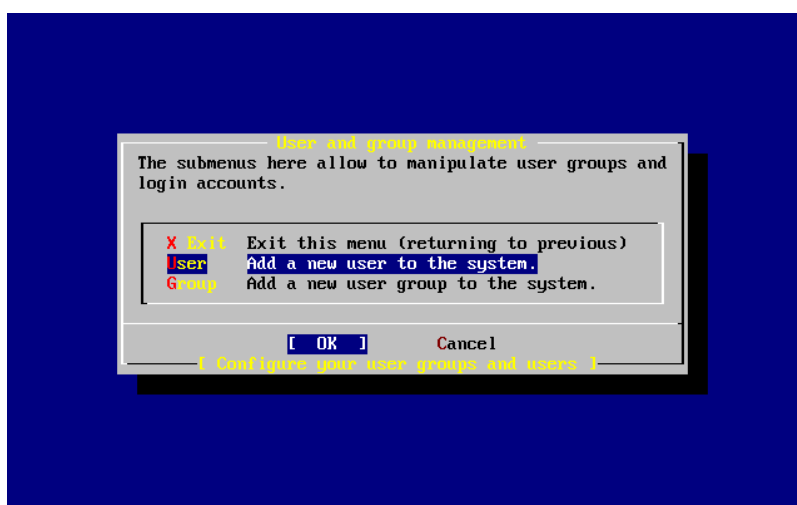 User and group management
The submenus here allow to manipulate user groups and
login accounts.
X Exit Exit this menu (returning to previous)
User Add a new user to the system.
Group Add a new user group to the system.
[ OK ] Cancel
[ Configure your user groups and users ]